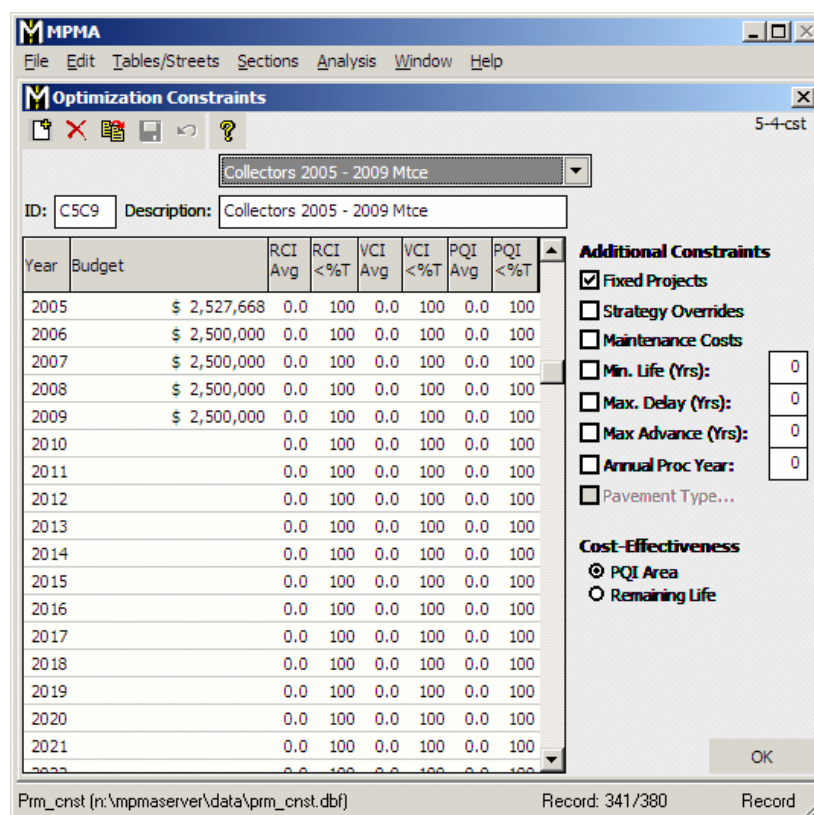 MPMA
File Edit Tables/Streets Sections Analysis Window Help
Optimization Constraints
5-4-cst
Collectors 2005 - 2009 Mtce
ID: C5C9 Description: Collectors 2005 - 2009 Mtce
Year Budget RCI Avg RCI <%T VCI Avg VCI <%T PQI Avg PQI <%T
2005 $ 2,527,668 0.0 100 0.0 100 0.0 100
2006 $ 2,500,000 0.0 100 0.0 100 0.0 100
2007 $ 2,500,000 0.0 100 0.0 100 0.0 100
2008 $ 2,500,000 0.0 100 0.0 100 0.0 100
2009 $ 2,500,000 0.0 100 0.0 100 0.0 100
2010 0.0 100 0.0 100 0.0 100
2011 0.0 100 0.0 100 0.0 100
2012 0.0 100 0.0 100 0.0 100
2013 0.0 100 0.0 100 0.0 100
2014 0.0 100 0.0 100 0.0 100
2015 0.0 100 0.0 100 0.0 100
2016 0.0 100 0.0 100 0.0 100
2017 0.0 100 0.0 100 0.0 100
2018 0.0 100 0.0 100 0.0 100
2019 0.0 100 0.0 100 0.0 100
2020 0.0 100 0.0 100 0.0 100
2021 0.0 100 0.0 100 0.0 100
Additional Constraints
Fixed Projects
Strategy Overrides
Maintenance Costs
Min. Life (Yrs): 0
Max. Delay (Yrs): 0
Max Advance (Yrs): 0
Annual Proc Year: 0
Pavement Type...
Cost-Effectiveness
PQI Area
Remaining Life
OK
Prm_cnst (n:\mpmaserver\data\prm_cnst.dbf) Record: 341/380 Record